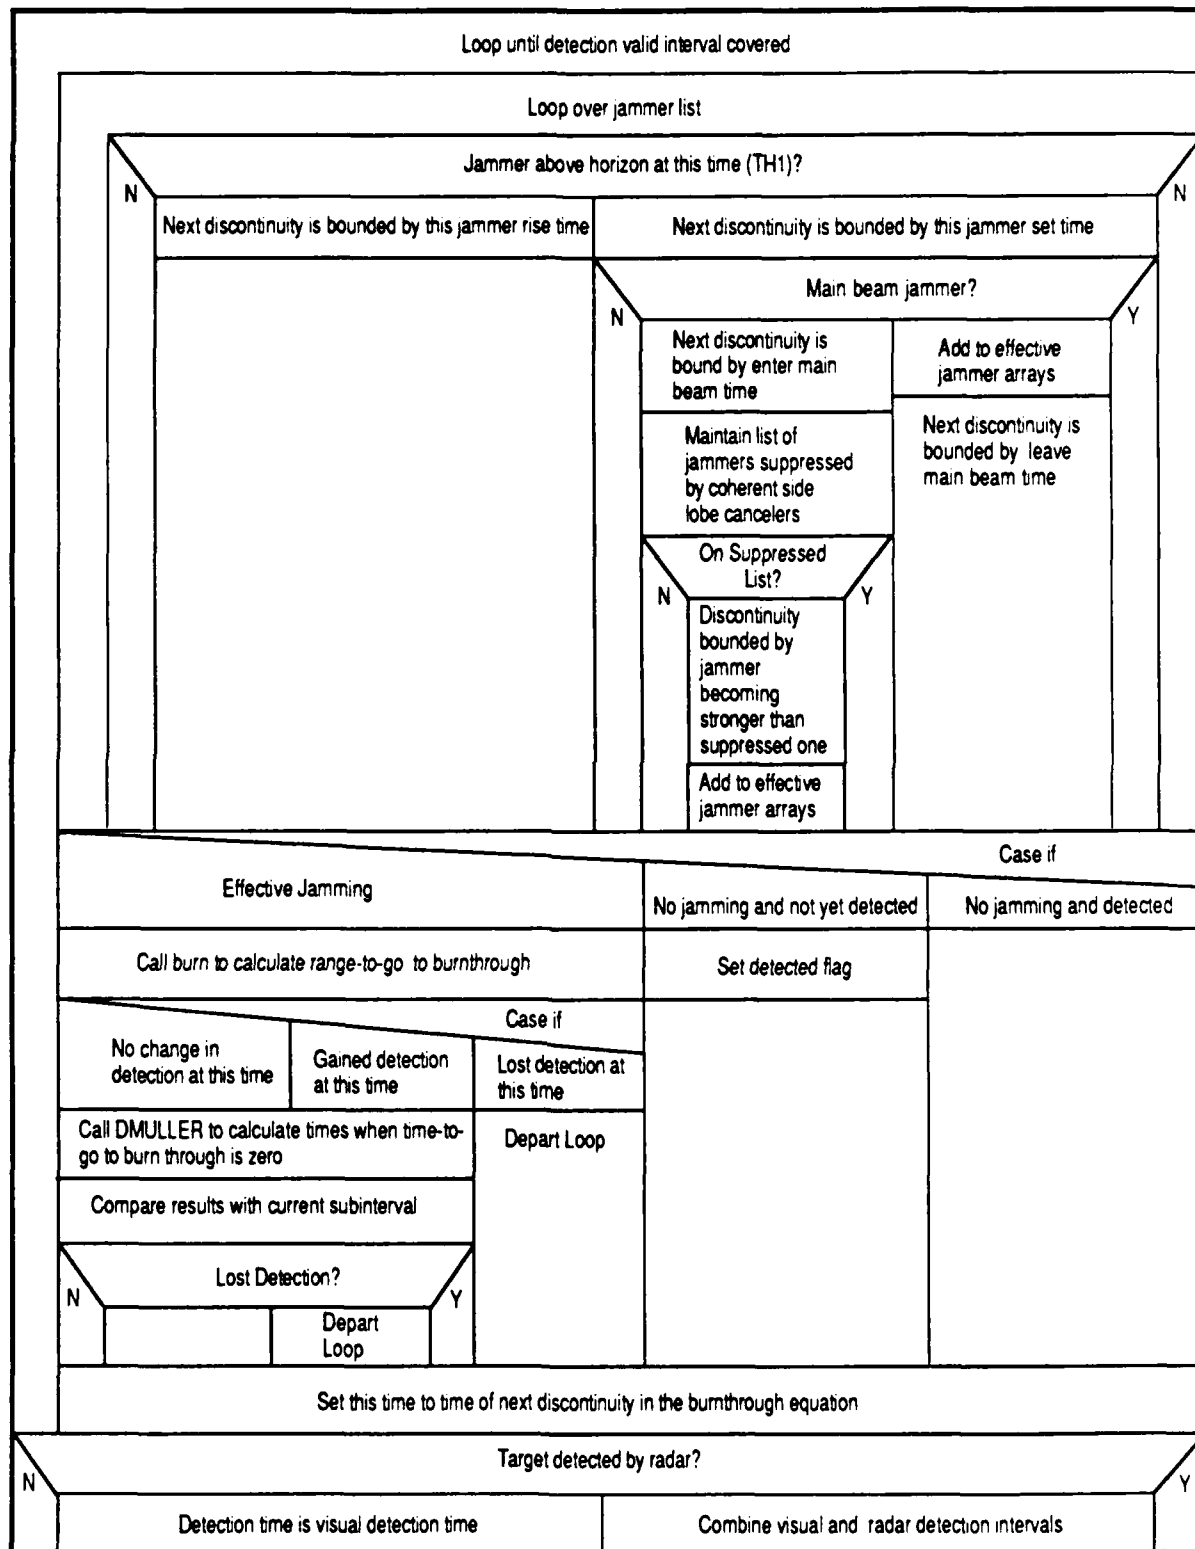 Loop until detection valid interval covered
Loop over jammer list
Jammer above horizon at this time (TH1)?
N
N
Next discontinuity is bounded by this jammer rise time
Next discontinuity is bounded by this jammer set time
Main beam jammer?
N
Y
Next discontinuity is
bound by enter main
beam time
Add to effective
jammer arrays
Maintain list of
jammers suppressed
by coherent side
lobe cancelers
Next discontinuity is
bounded by leave
main beam time
On Suppressed
List?
N
Y
Discontinuity
bounded by
jammer
becoming
stronger than
suppressed one
Add to effective
jammer arrays
Case if
Effective Jamming
No jamming and not yet detected
No jamming and detected
Call burn to calculate range-to-go to burnthrough
Set detected flag
Case if
No change in
detection at this time
Gained detection
at this time
Lost detection at
this time
Call DMULLER to calculate times when time-to-
go to burn through is zero
Depart Loop
Compare results with current subinterval
Lost Detection?
N
Y
Depart
Loop
Set this time to time of next discontinuity in the burnthrough equation
Target detected by radar?
N
Y
Detection time is visual detection time
Combine visual and radar detection intervals